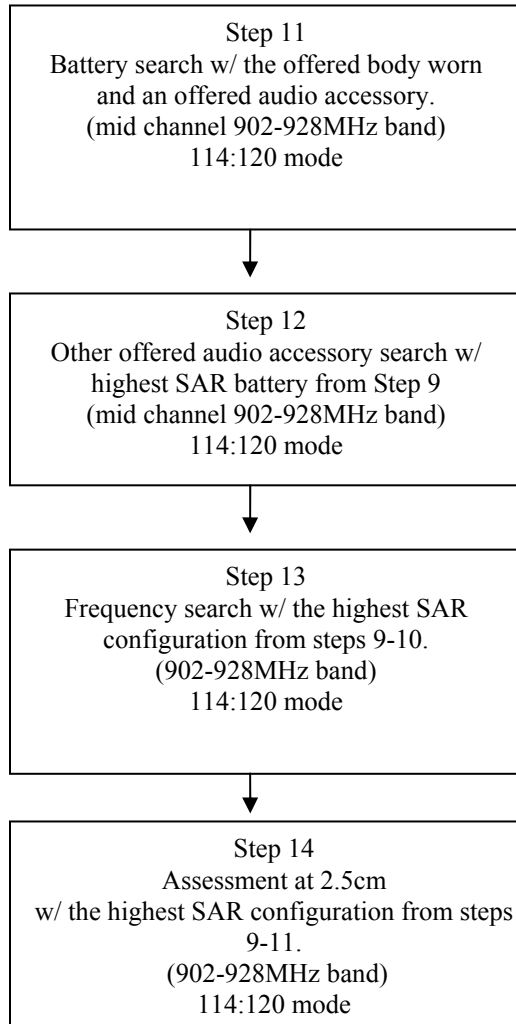 Step 11
Battery search w/ the offered body worn
and an offered audio accessory.
(mid channel 902-928MHz band)
114:120 mode
Step 12
Other offered audio accessory search w/
highest SAR battery from Step 9
(mid channel 902-928MHz band)
114:120 mode
Step 13
Frequency search w/ the highest SAR
configuration from steps 9-10.
(902-928MHz band)
114:120 mode
Step 14
Assessment at 2.5cm
w/ the highest SAR configuration from steps
9-11.
(902-928MHz band)
114:120 mode